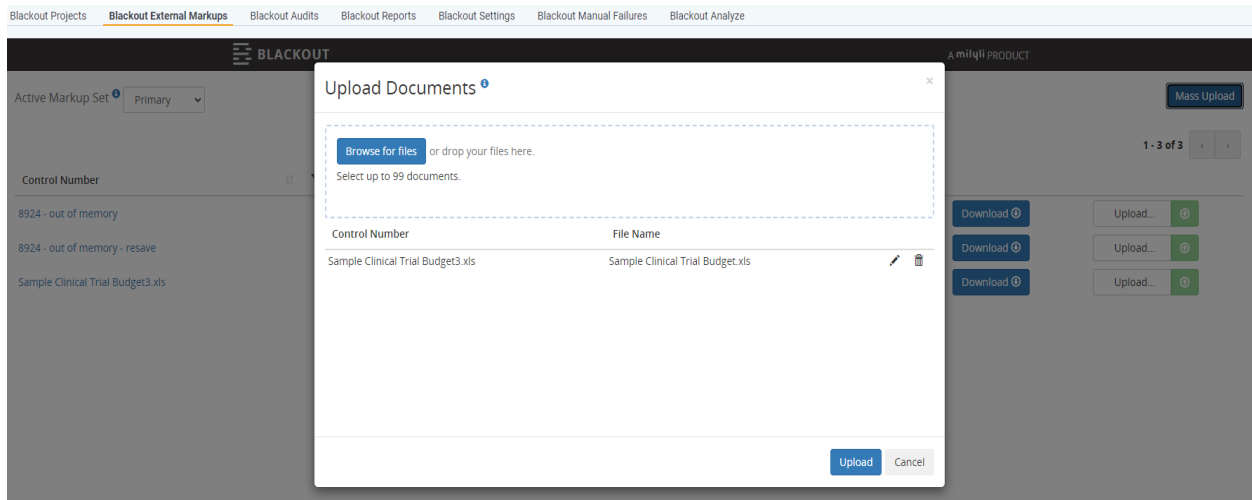 Blackout Projects Blackout External Markups Blackout Audits Blackout Reports Blackout Settings Blackout Manual Failures Blackout Analyze
BLACKOUT
A milyli PRODUCT
Active Markup Set Primary
Mass Upload
1 - 3 of 3
Control Number
8924 - out of memory Download Upload...
8924 - out of memory - resave Download Upload...
Sample Clinical Trial Budget3.xls Download Upload...
Upload Documents
×
Browse for files or drop your files here.
Select up to 99 documents.
Control Number File Name
Sample Clinical Trial Budget3.xls Sample Clinical Trial Budget.xls
Upload Cancel